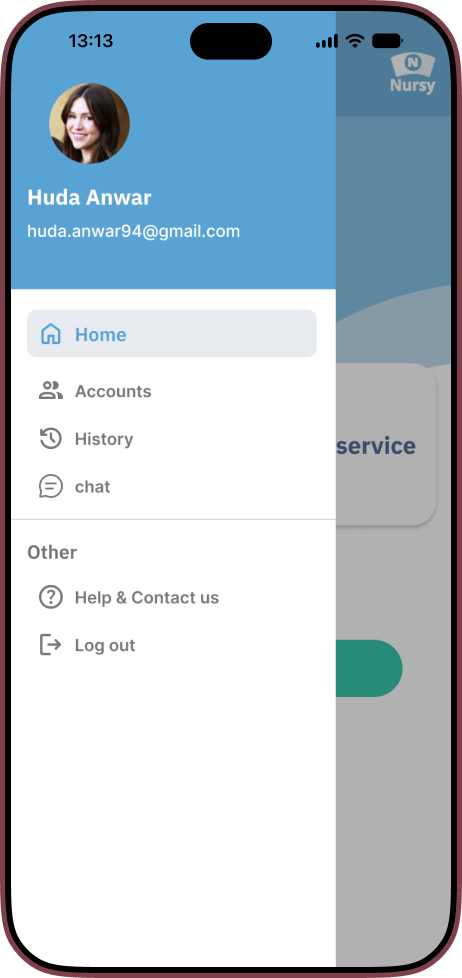 13:13
N
Nursy
Huda Anwar
huda.anwar94@gmail.com
Home
Accounts
service
History
chat
Other
Help & Contact us
Log out